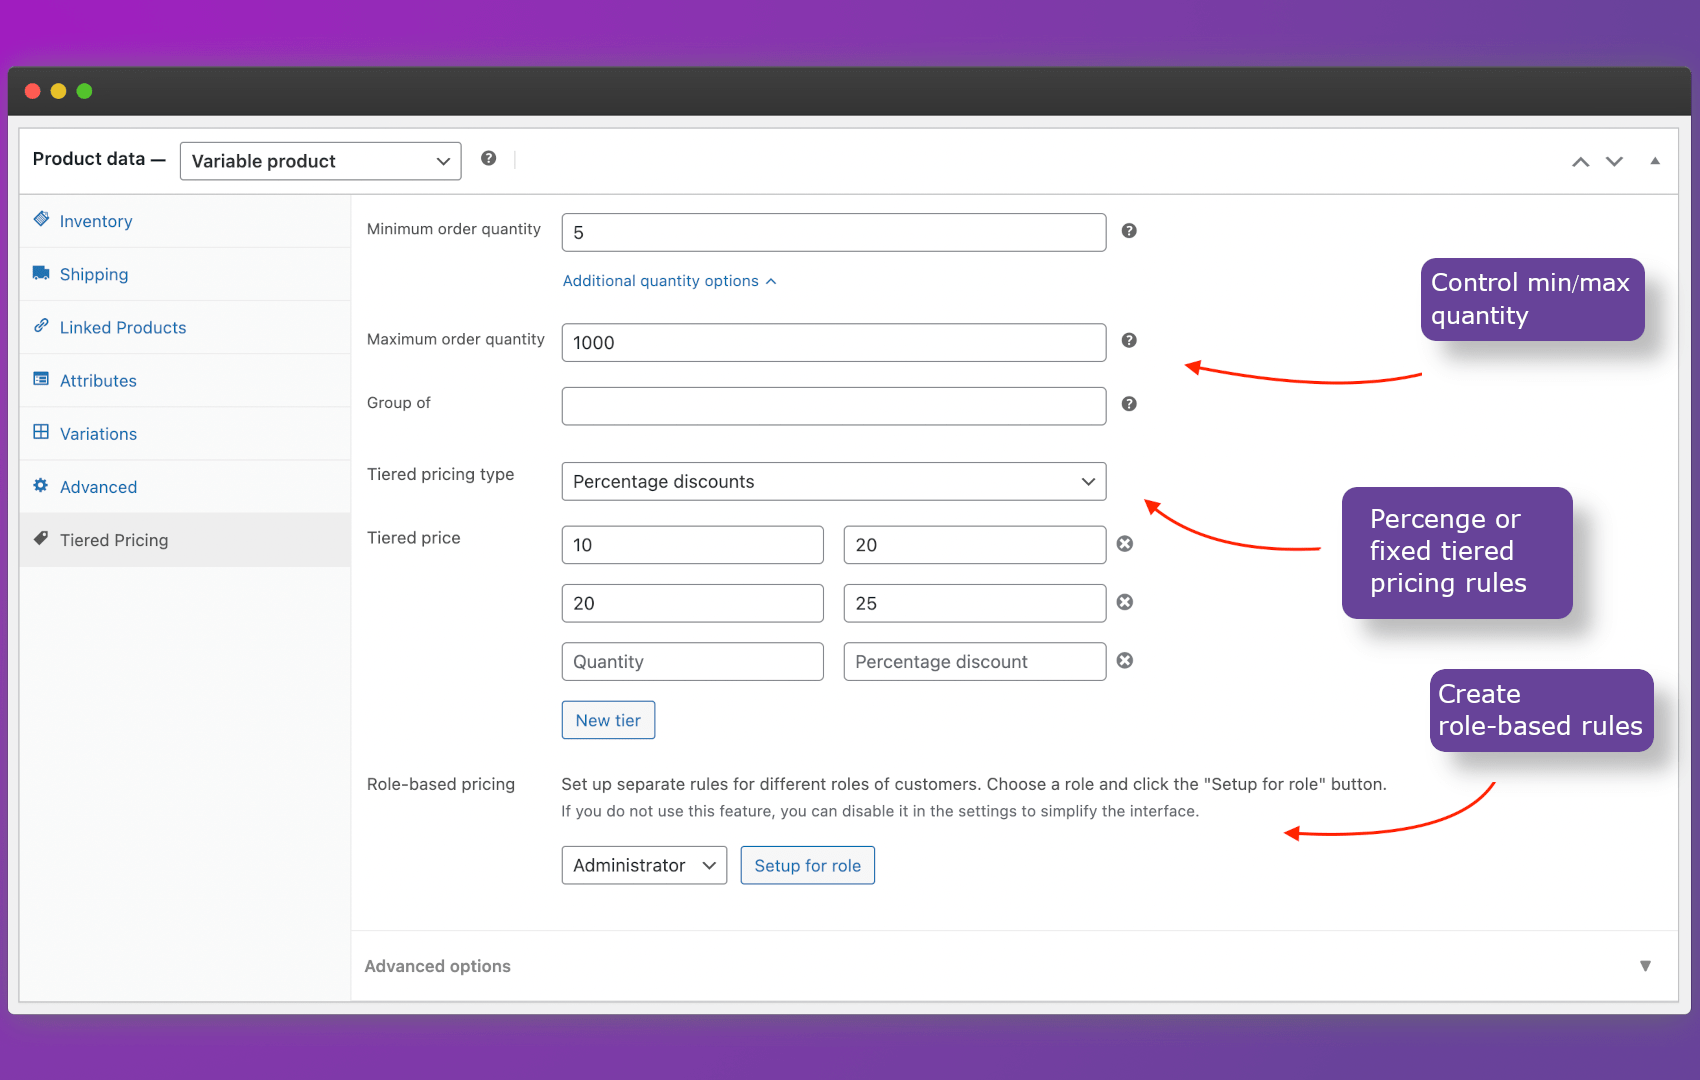 Product data — Variable product
Inventory
Shipping
Linked Products
Attributes
Variations
Advanced
Tiered Pricing
Minimum order quantity 5
Additional quantity options
Maximum order quantity 1000
Group of
Tiered pricing type Percentage discounts
Tiered price 10 20
20 25
Quantity Percentage discount
New tier
Role-based pricing Set up separate rules for different roles of customers. Choose a role and click the "Setup for role" button.
If you do not use this feature, you can disable it in the settings to simplify the interface.
Administrator Setup for role
Advanced options
Control min/max
quantity
Percenge or
fixed tiered
pricing rules
Create
role-based rules